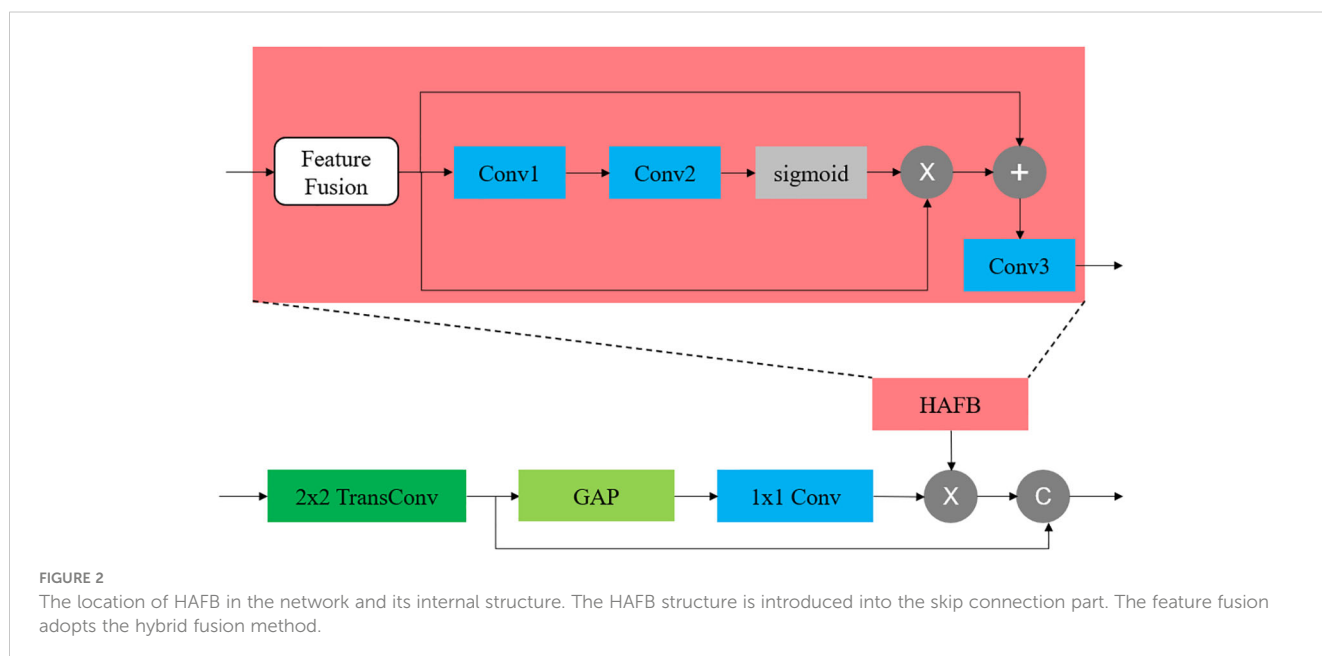 Feature
Fusion
Conv1
Conv2
sigmoid
X
+
Conv3
HAFB
2x2 TransConv
GAP
1x1 Conv
X
C
FIGURE 2
The location of HAFB in the network and its internal structure. The HAFB structure is introduced into the skip connection part. The feature fusion
adopts the hybrid fusion method.